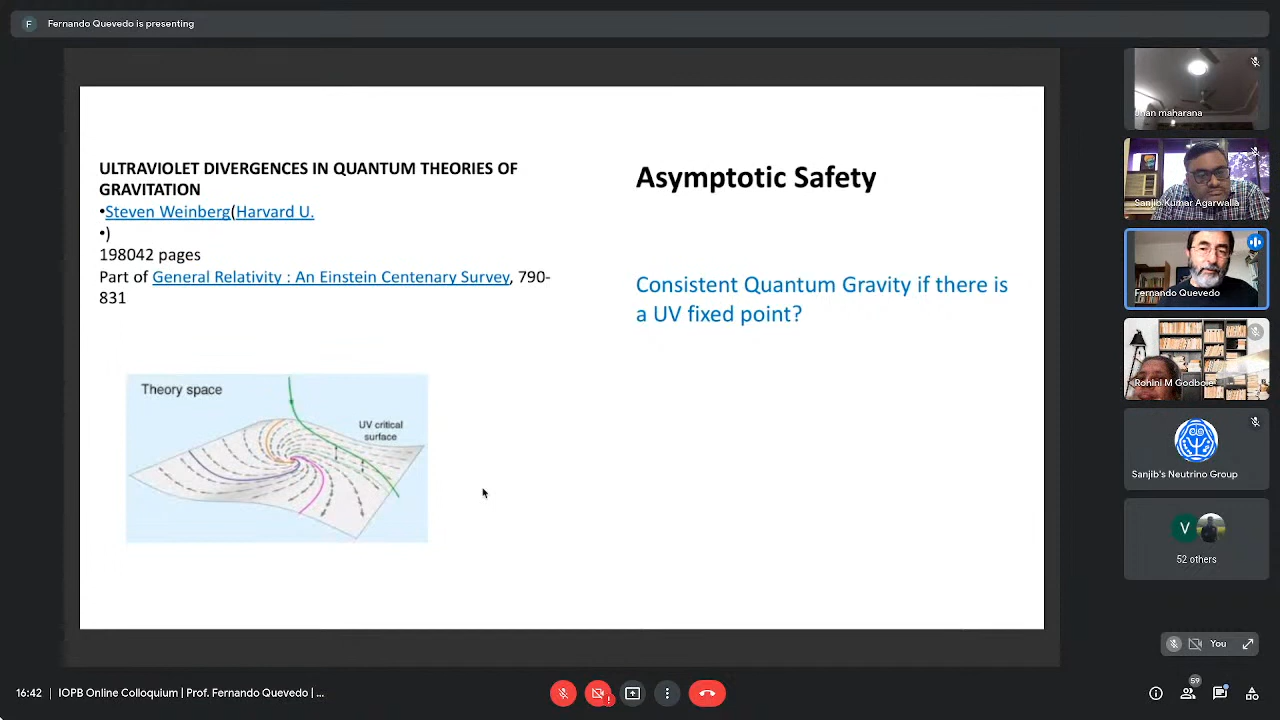 F Fernando Quevedo is presenting
ULTRAVIOLET DIVERGENCES IN QUANTUM THEORIES OF
GRAVITATION
•Steven Weinberg(Harvard U.
•)
198042 pages
Part of General Relativity : An Einstein Centenary Survey, 790-
831
Theory space
UV critical
surface
Asymptotic Safety
Consistent Quantum Gravity if there is
a UV fixed point?
maharana
Sanjib Kumar Agarwalla
Fernando Quevedo
Rohini M Godbole
Sanjib's Neutrino Group
V
52 others
You
16:42 IOPB Online Colloquium | Prof. Fernando Quevedo | ...
59